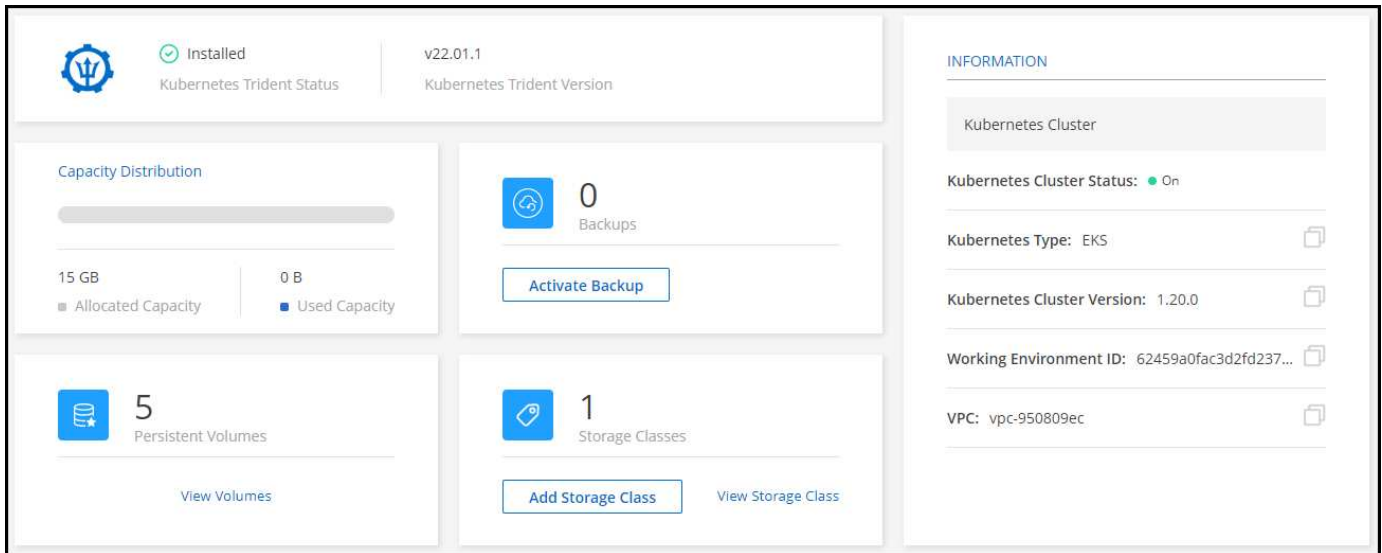 Installed
Kubernetes Trident Status
v22.01.1
Kubernetes Trident Version
Capacity Distribution
15 GB
Allocated Capacity
0 B
Used Capacity
0
Backups
Activate Backup
5
Persistent Volumes
View Volumes
1
Storage Classes
Add Storage Class
View Storage Class
INFORMATION
Kubernetes Cluster
Kubernetes Cluster Status: On
Kubernetes Type: EKS
Kubernetes Cluster Version: 1.20.0
Working Environment ID: 62459a0fac3d2fd237...
VPC: vpc-950809ec